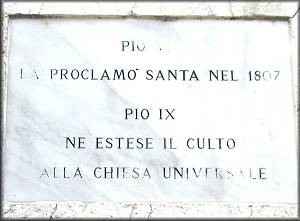 PIO
LA PROCLAMÒ SANTA NEL 1807
PIO IX
NE ESTESE IL CULTO
ALLA CHIESA UNIVERSALE